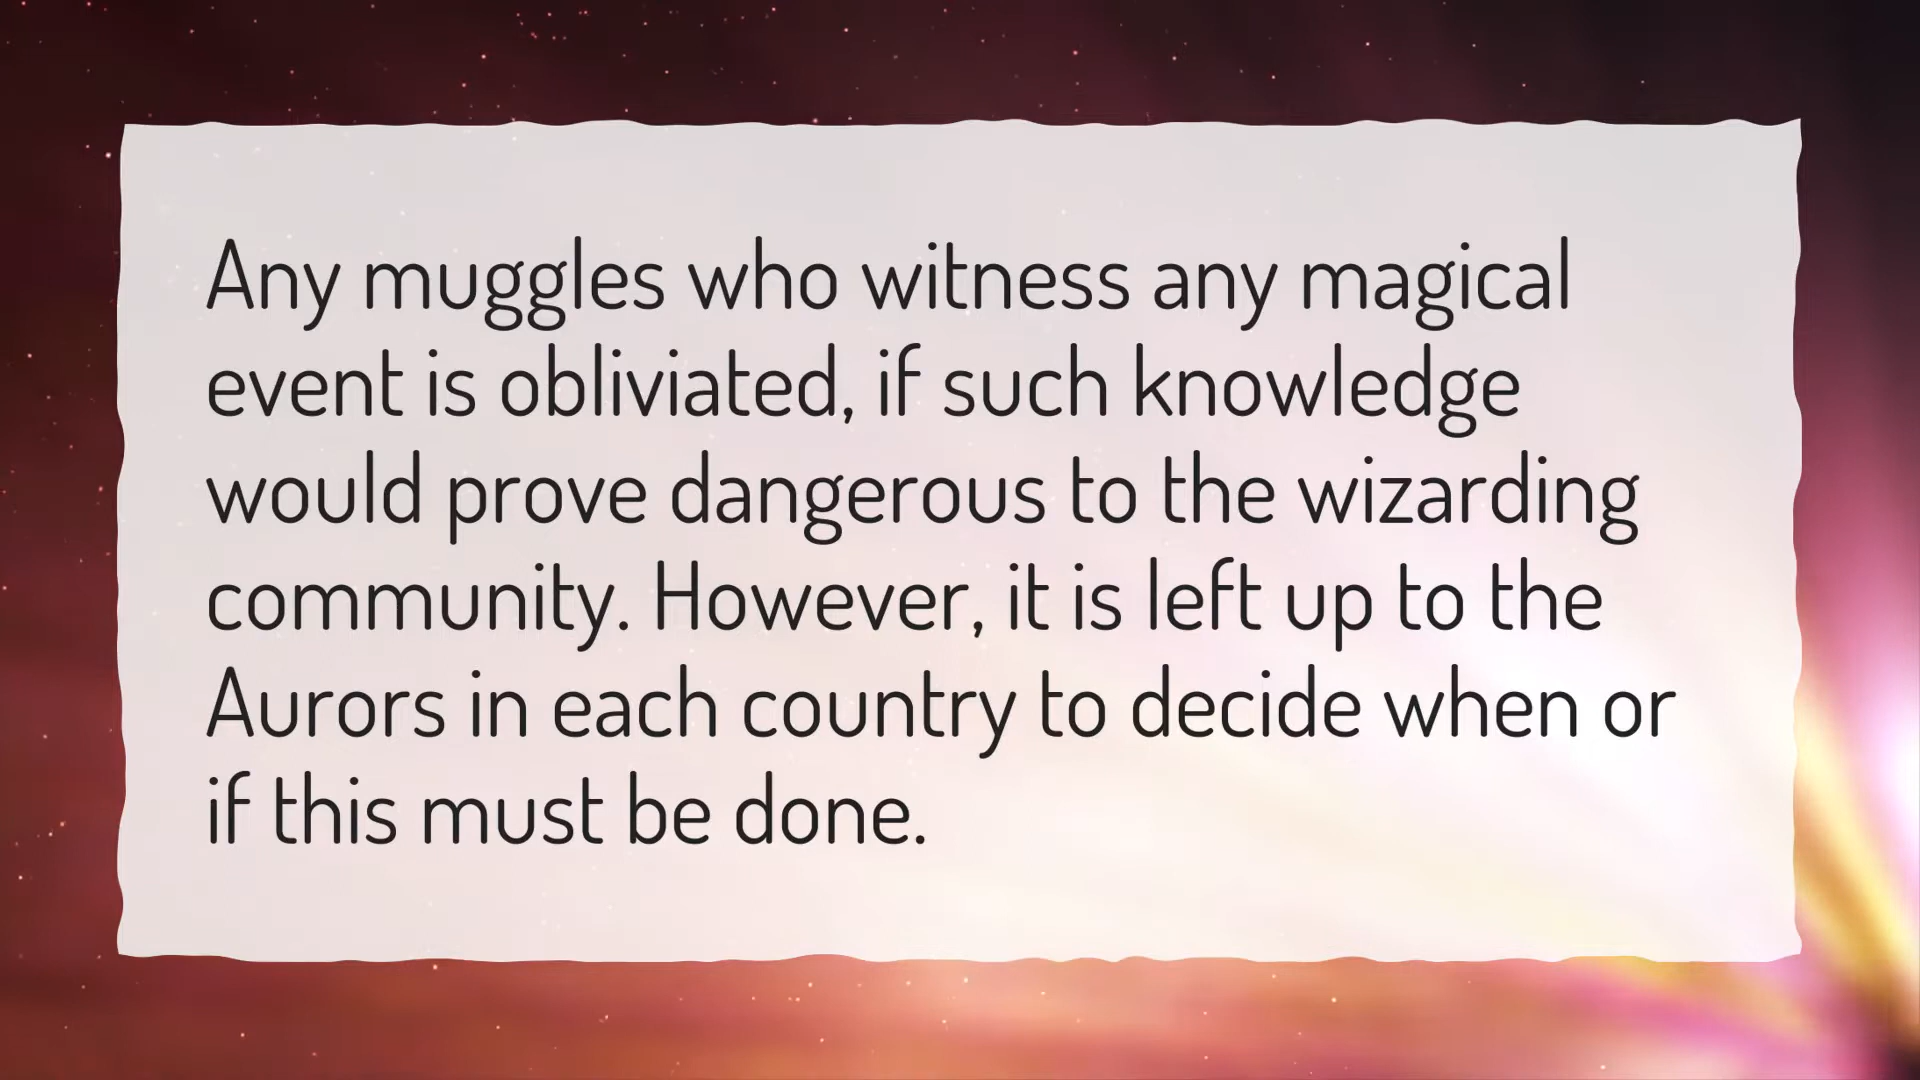 Any muggles who witness any magical
event is obliviated, if such knowledge
would prove dangerous to the wizarding
community. However, it is left up to the
Aurors in each country to decide when or
if this must be done.